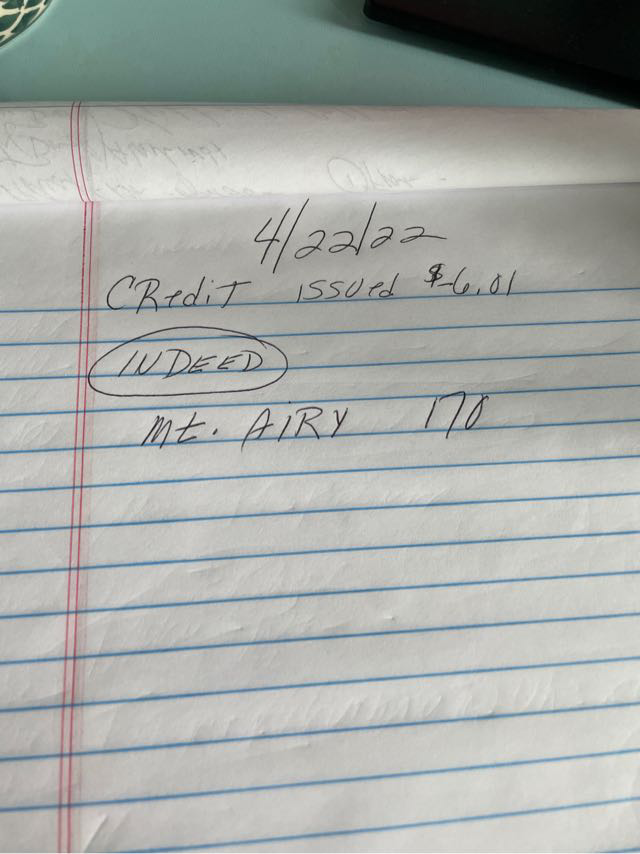 4/22/22
CRediT issued $-6.01
INDEED
Mt. AiRY 170